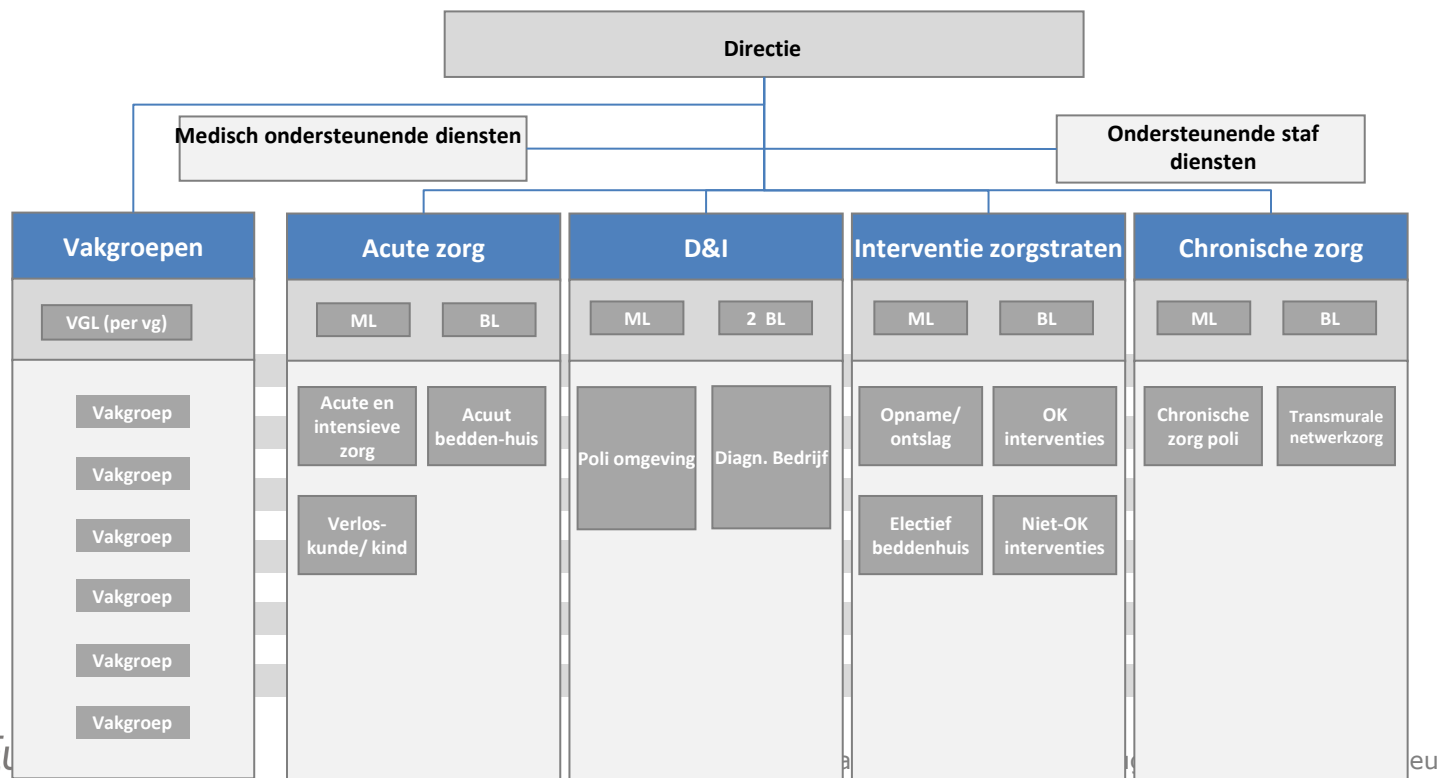 Directie
Medisch ondersteunende diensten
Ondersteunende staf
diensten
Vakgroepen
Acute zorg
D&I
Interventie zorgstraten
Chronische zorg
VGL (per vg)
ML
BL
ML
2 BL
ML
BL
ML
BL
Vakgroep
Vakgroep
Vakgroep
Vakgroep
Vakgroep
Vakgroep
Acute en
intensieve
zorg
Acuut
bedden-huis
Verlos-
kunde/ kind
Poli omgeving
Diagn. Bedrijf
Opname/
ontslag
OK
interventies
Electief
beddenhuis
Niet-OK
interventies
Chronische
zorg poli
Transmurale
netwerkzorg
eu